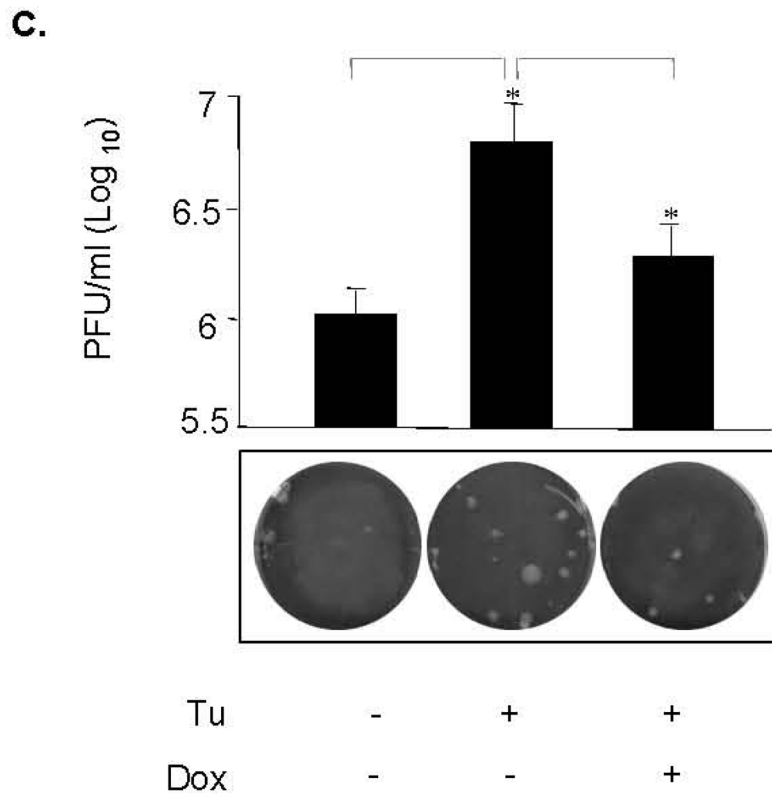 C.
PFU/ml (Log 10)
7
6.5
6
5.5
*
*
Tu - + +
Dox - - +